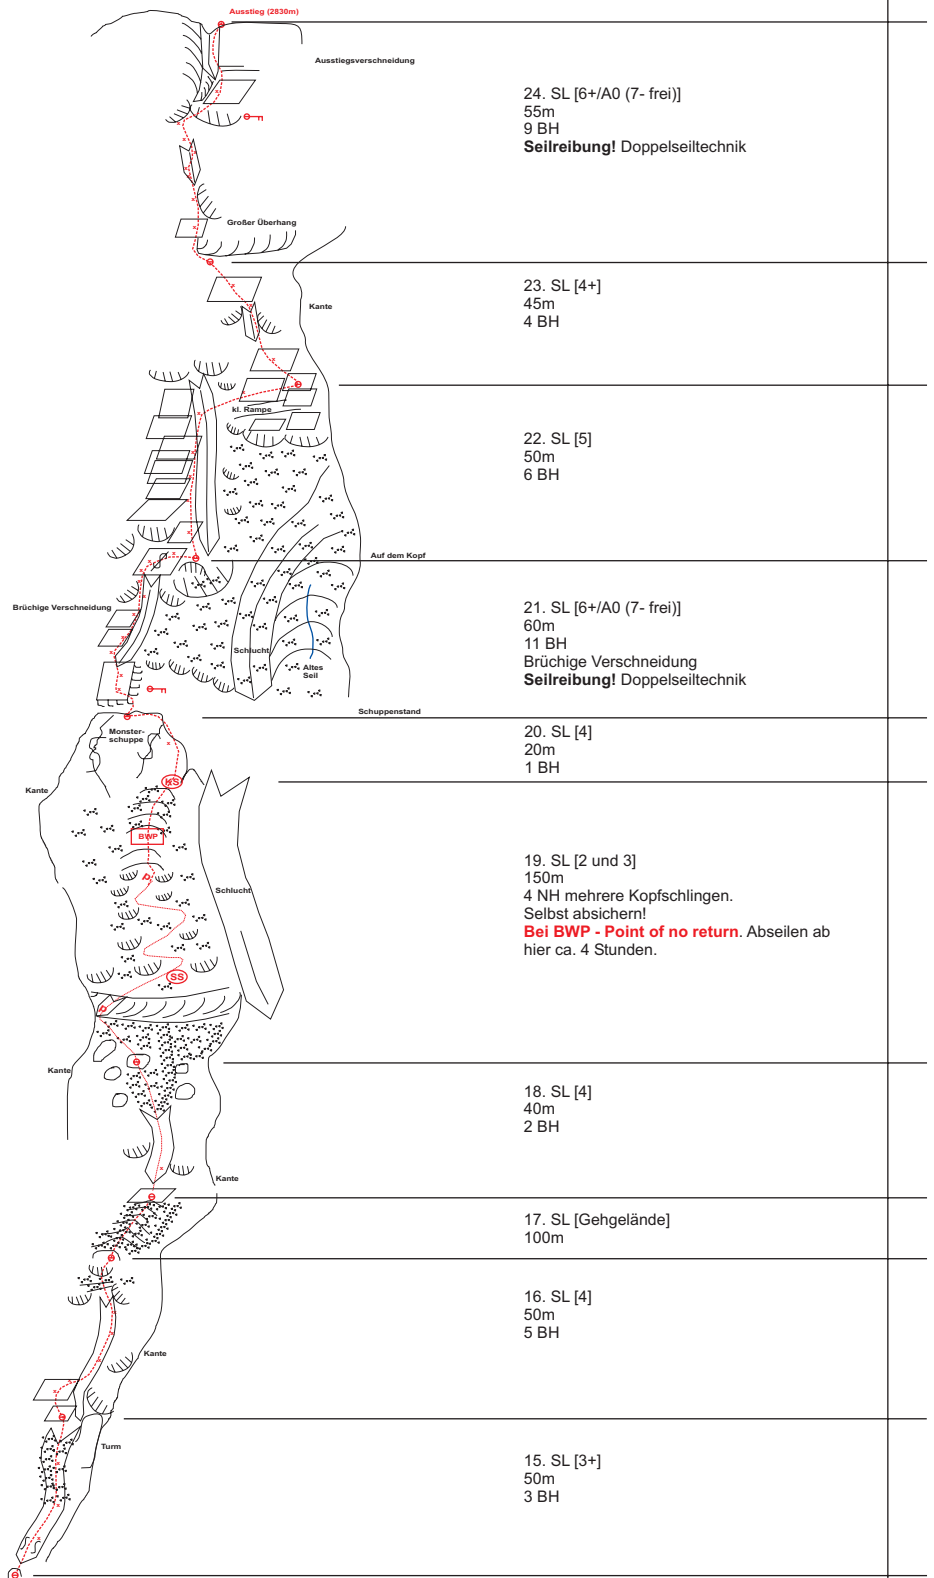 Ausstieg (2830m)
Ausstiegsverschneidung
24. SL [6+/A0 (7- frei)]
55m
9 BH
Seilreibung! Doppelseiltechnik
Großer Überhang
23. SL [4+]
45m
4 BH
Kante
kl. Rampe
22. SL [5]
50m
6 BH
Auf dem Kopf
Brüchige Verschneidung
21. SL [6+/A0 (7- frei)]
60m
11 BH
Brüchige Verschneidung
Seilreibung! Doppelseiltechnik
Schlucht
Altes
Seil
Schuppenstand
Monster-
schuppe
20. SL [4]
20m
1 BH
KS
Kante
BWP
19. SL [2 und 3]
150m
4 NH mehrere Kopfschlingen.
Selbst absichern!
Bei BWP - Point of no return. Abseilen ab
hier ca. 4 Stunden.
Schlucht
SS
Kante
18. SL [4]
40m
2 BH
Kante
17. SL [Gehgelände]
100m
16. SL [4]
50m
5 BH
Kante
Turm
15. SL [3+]
50m
3 BH